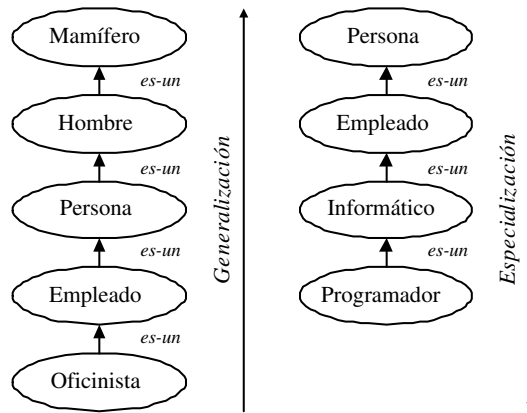 Mamífero
es-un
Hombre
es-un
Persona
es-un
Empleado
es-un
Oficinista
Generalización
Persona
es-un
Empleado
es-un
Informático
es-un
Programador
Especialización